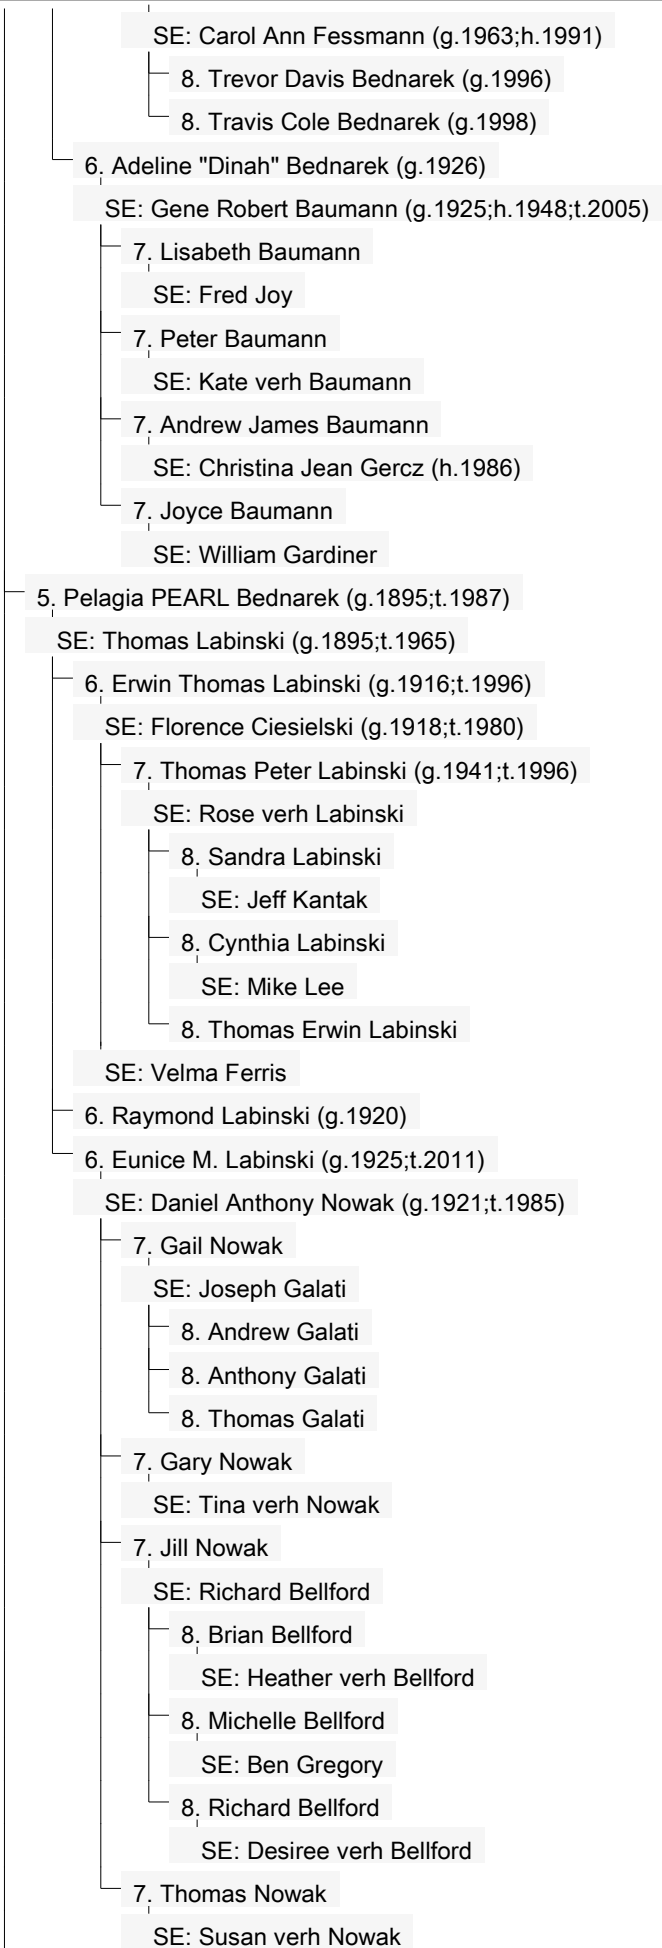 SE: Carol Ann Fessmann (g.1963;h.1991)
8. Trevor Davis Bednarek (g.1996)
8. Travis Cole Bednarek (g.1998)
6. Adeline "Dinah" Bednarek (g.1926)
SE: Gene Robert Baumann (g.1925;h.1948;t.2005)
7. Lisabeth Baumann
SE: Fred Joy
7. Peter Baumann
SE: Kate verh Baumann
7. Andrew James Baumann
SE: Christina Jean Gercz (h.1986)
7. Joyce Baumann
SE: William Gardiner
5. Pelagia PEARL Bednarek (g.1895;t.1987)
SE: Thomas Labinski (g.1895;t.1965)
6. Erwin Thomas Labinski (g.1916;t.1996)
SE: Florence Ciesielski (g.1918;t.1980)
7. Thomas Peter Labinski (g.1941;t.1996)
SE: Rose verh Labinski
8. Sandra Labinski
SE: Jeff Kantak
8. Cynthia Labinski
SE: Mike Lee
8. Thomas Erwin Labinski
SE: Velma Ferris
6. Raymond Labinski (g.1920)
6. Eunice M. Labinski (g.1925;t.2011)
SE: Daniel Anthony Nowak (g.1921;t.1985)
7. Gail Nowak
SE: Joseph Galati
8. Andrew Galati
8. Anthony Galati
8. Thomas Galati
7. Gary Nowak
SE: Tina verh Nowak
7. Jill Nowak
SE: Richard Bellford
8. Brian Bellford
SE: Heather verh Bellford
8. Michelle Bellford
SE: Ben Gregory
8. Richard Bellford
SE: Desiree verh Bellford
7. Thomas Nowak
SE: Susan verh Nowak